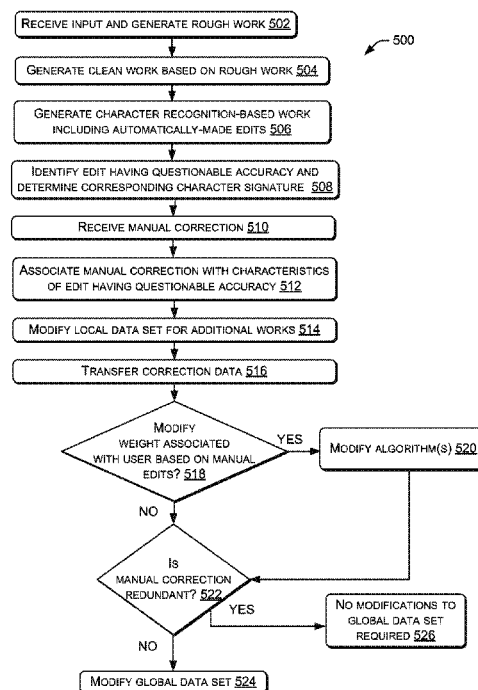 RECEIVE INPUT AND GENERATE ROUGH WORK 502
500
GENERATE CLEAN WORK BASED ON ROUGH WORK 504
GENERATE CHARACTER RECOGNITION-BASED WORK
INCLUDING AUTOMATICALLY-MADE EDITS 506
IDENTIFY EDIT HAVING QUESTIONABLE ACCURACY AND
DETERMINE CORRESPONDING CHARACTER SIGNATURE 508
RECEIVE MANUAL CORRECTION 510
ASSOCIATE MANUAL CORRECTION WITH CHARACTERISTICS
OF EDIT HAVING QUESTIONABLE ACCURACY 512
MODIFY LOCAL DATA SET FOR ADDITIONAL WORKS 514
TRANSFER CORRECTION DATA 516
MODIFY
WEIGHT ASSOCIATED
WITH USER BASED ON MANUAL
EDITS? 518
YES
MODIFY ALGORITHM(S) 520
NO
IS
MANUAL CORRECTION
REDUNDANT? 522
YES
NO MODIFICATIONS TO
GLOBAL DATA SET
REQUIRED 526
NO
MODIFY GLOBAL DATA SET 524